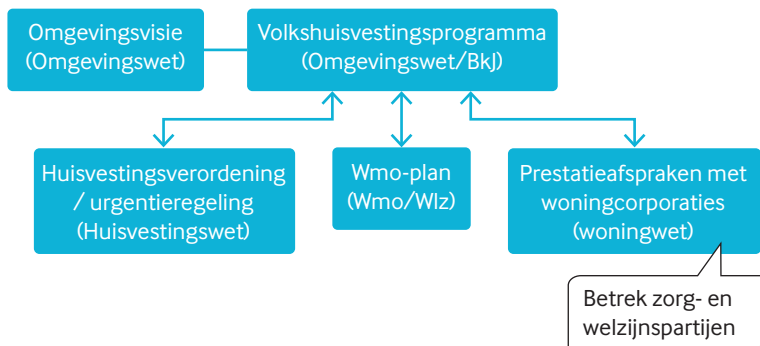 Omgevingsvisie
(Omgevingswet)
Volkshuisvestingsprogramma
(Omgevingswet/BkJ)
Huisvestingsverordening
/ urgentieregeling
(Huisvestingswet)
Wmo-plan
(Wmo/Wlz)
Prestatieafspraken met
woningcorporaties
(woningwet)
Betrek zorg- en
welzijnspartijen